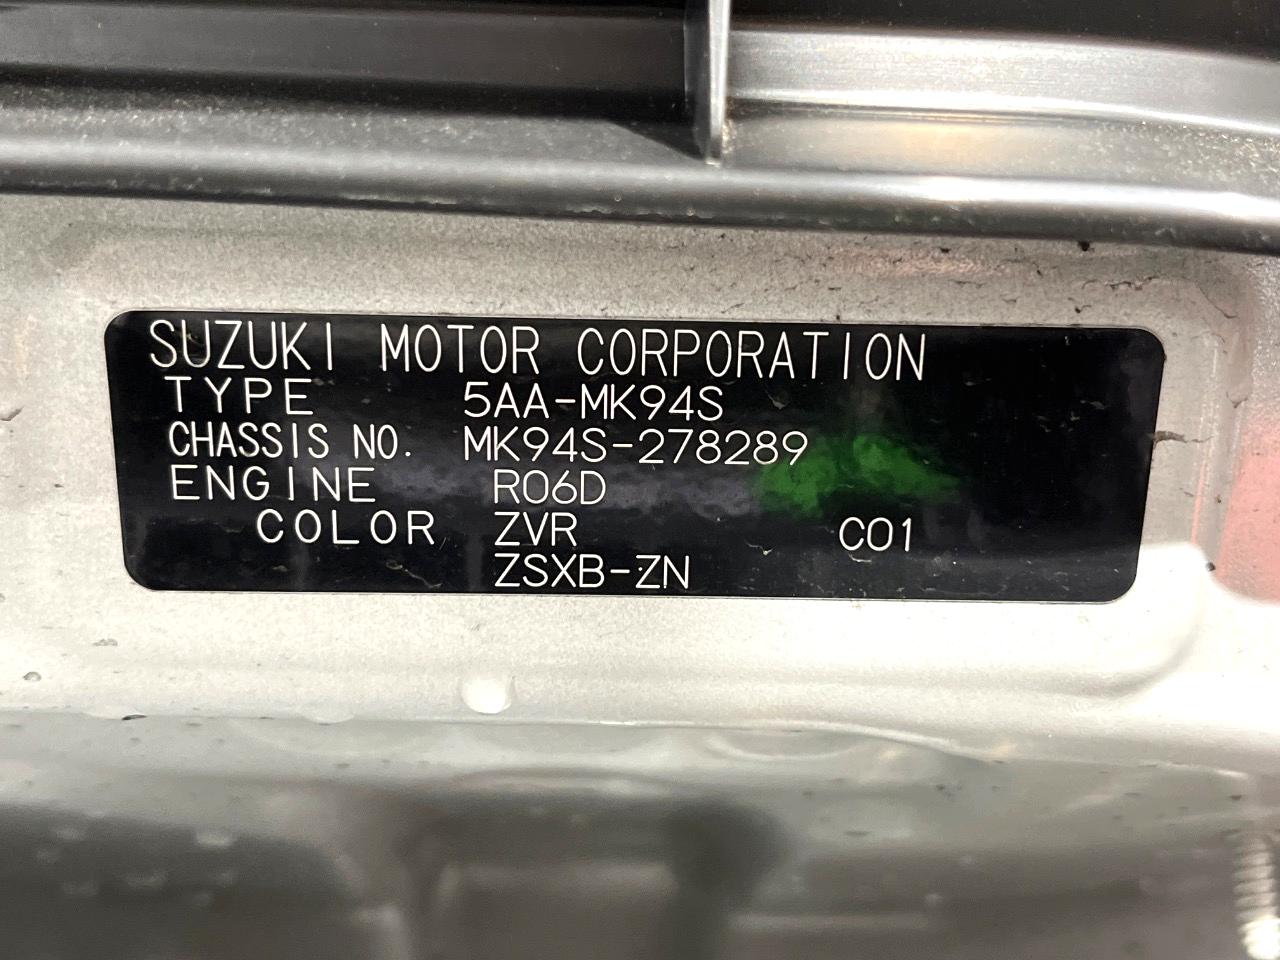 SUZUKI MOTOR CORPORATION
TYPE 5AA-MK94S
CHASSIS NO. MK94S-278289
ENGINE R06D
COLOR ZVR C01
ZSXB-ZN